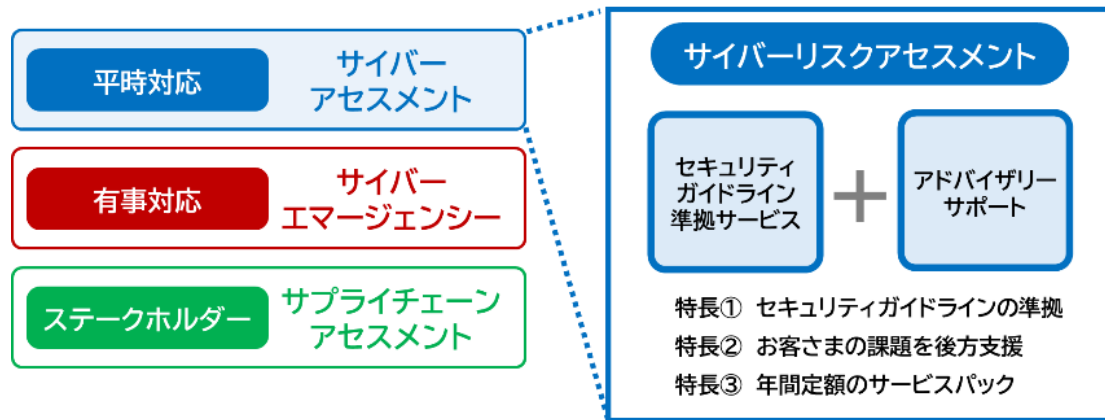 平時対応
サイバー
アセスメント
有事対応
サイバー
エマージェンシー
ステークホルダー
サプライチェーン
アセスメント
サイバーリスクアセスメント
セキュリティ
ガイドライン
準拠サービス
+
アドバイザリー
サポート
特長① セキュリティガイドラインの準拠
特長② お客さまの課題を後方支援
特長③ 年間定額のサービスパック